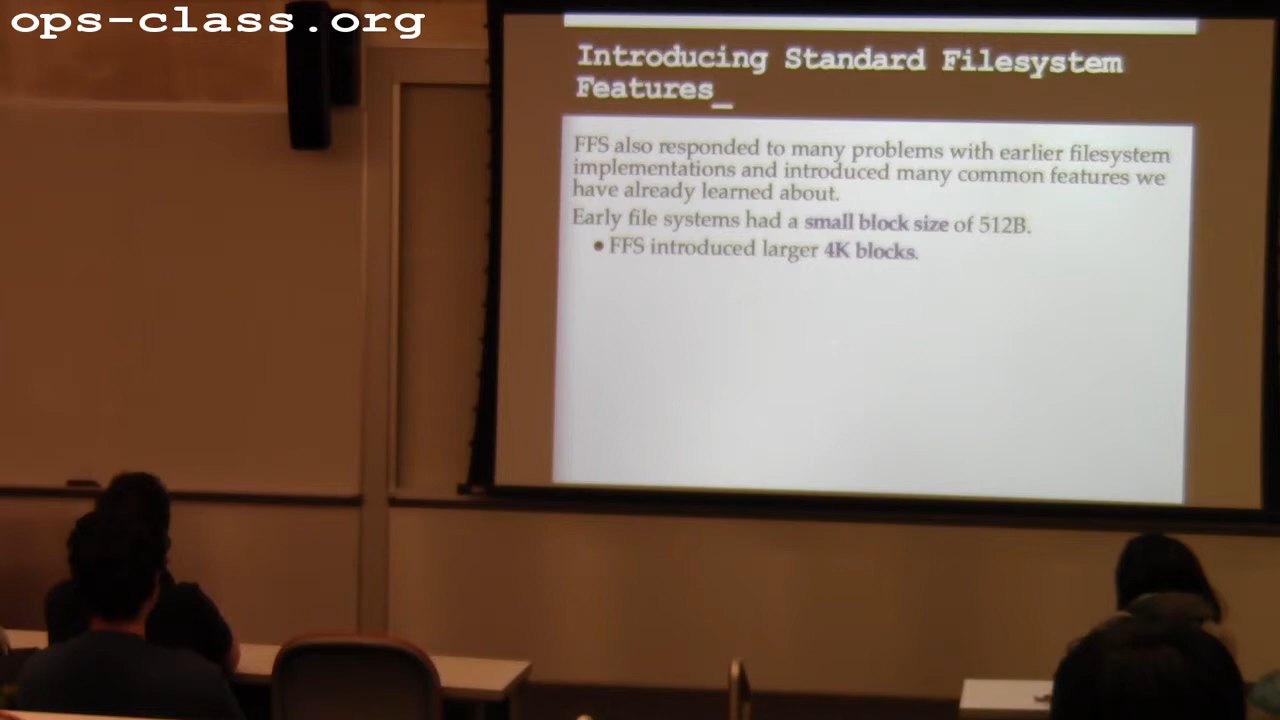 ops-class.org
Introducing Standard Filesystem
Features_
FFS also responded to many problems with earlier filesystem
implementations and introduced many common features we
have already learned about.
Early file systems had a small block size of 512B.
• FFS introduced larger 4K blocks.